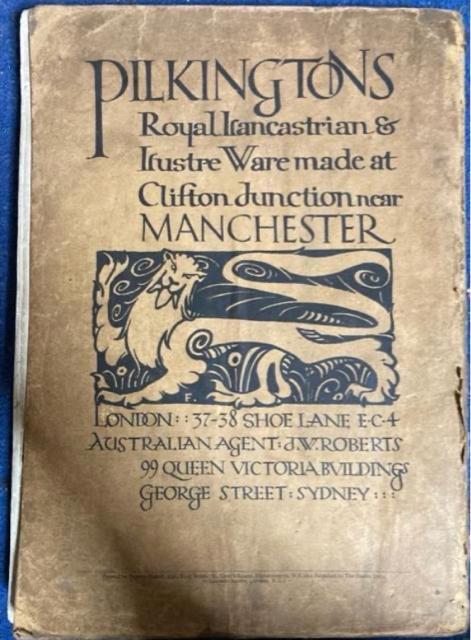 PILKINGTONS
Royal Lancastrian &
Lustre Ware made at
Clifton Junction near
MANCHESTER
F.
LONDON : : 37-38 SHOE LANE E·C·4
AUSTRALIAN AGENT : J.W. ROBERTS
99 QUEEN VICTORIA BVILDINGS
GEORGE STREET : SYDNEY : : :